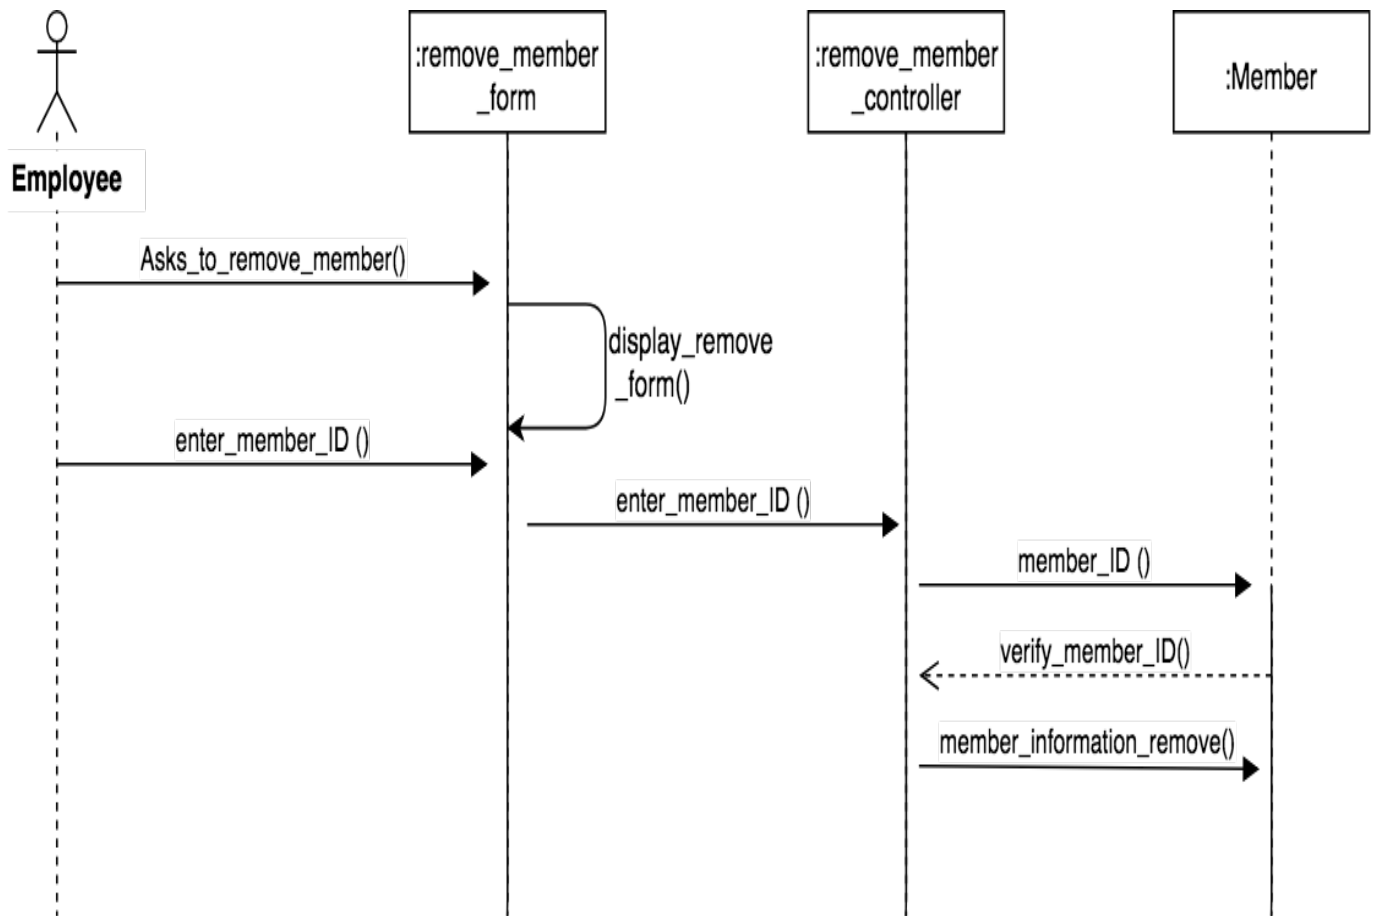 :remove_member
_form
:remove_member
_controller
:Member
Employee
Asks_to_remove_member()
display_remove
_form()
enter_member_ID ()
enter_member_ID ()
member_ID ()
verify_member_ID()
member_information_remove()